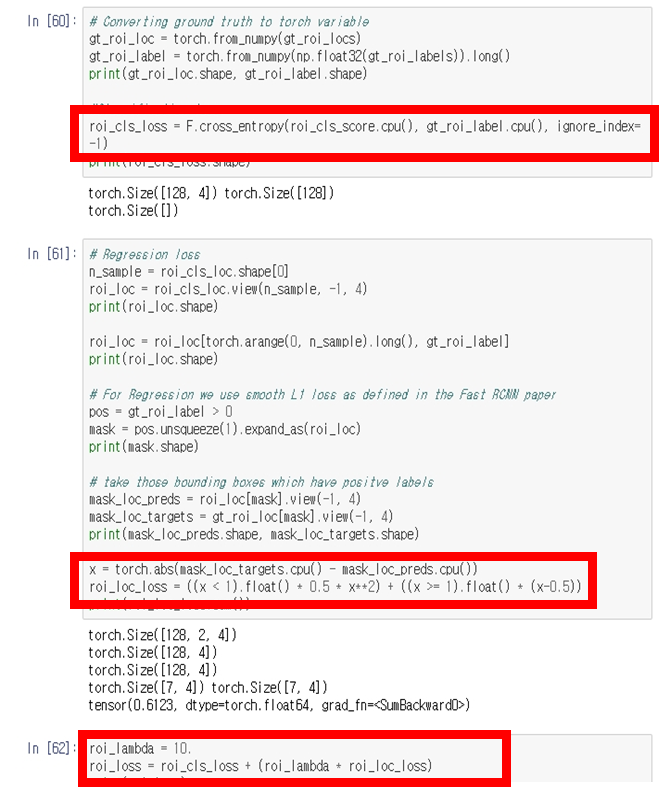 In [60]:
# Converting ground truth to torch variable
gt_roi_loc = torch.from_numpy(gt_roi_locs)
gt_roi_label = torch.from_numpy(np.float32(gt_roi_labels)).long()
print(gt_roi_loc.shape, gt_roi_label.shape)
roi_cls_loss = F.cross_entropy(roi_cls_score.cpu(), gt_roi_label.cpu(), ignore_index=
-1)
print(roi_cls_loss.shape)
torch.Size([128, 4]) torch.Size([128])
torch.Size([])
In [61]:
# Regression loss
n_sample = roi_cls_loc.shape[0]
roi_loc = roi_cls_loc.view(n_sample, -1, 4)
print(roi_loc.shape)
roi_loc = roi_loc[torch.arange(0, n_sample).long(), gt_roi_label]
print(roi_loc.shape)
# For Regression we use smooth L1 loss as defined in the Fast RCNN paper
pos = gt_roi_label > 0
mask = pos.unsqueeze(1).expand_as(roi_loc)
print(mask.shape)
# take those bounding boxes which have positve labels
mask_loc_preds = roi_loc[mask].view(-1, 4)
mask_loc_targets = gt_roi_loc[mask].view(-1, 4)
print(mask_loc_preds.shape, mask_loc_targets.shape)
x = torch.abs(mask_loc_targets.cpu() - mask_loc_preds.cpu())
roi_loc_loss = ((x < 1).float() * 0.5 * x**2) + ((x >= 1).float() * (x-0.5))
torch.Size([128, 2, 4])
torch.Size([128, 4])
torch.Size([128, 4])
torch.Size([7, 4]) torch.Size([7, 4])
tensor(0.6123, dtype=torch.float64, grad_fn=<SumBackward0>)
In [62]:
roi_lambda = 10.
roi_loss = roi_cls_loss + (roi_lambda * roi_loc_loss)